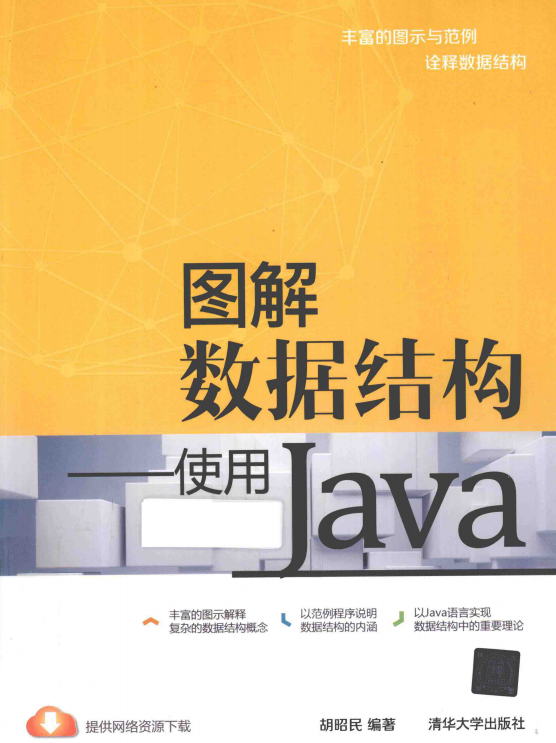 丰富的图示与范例
诠释数据结构
图解
数据结构
——使用Java
丰富的图示解释
复杂的数据结构概念
以范例程序说明
数据结构的内涵
以Java语言实现
数据结构中的重要理论
提供网络资源下载
胡昭民 编著
清华大学出版社